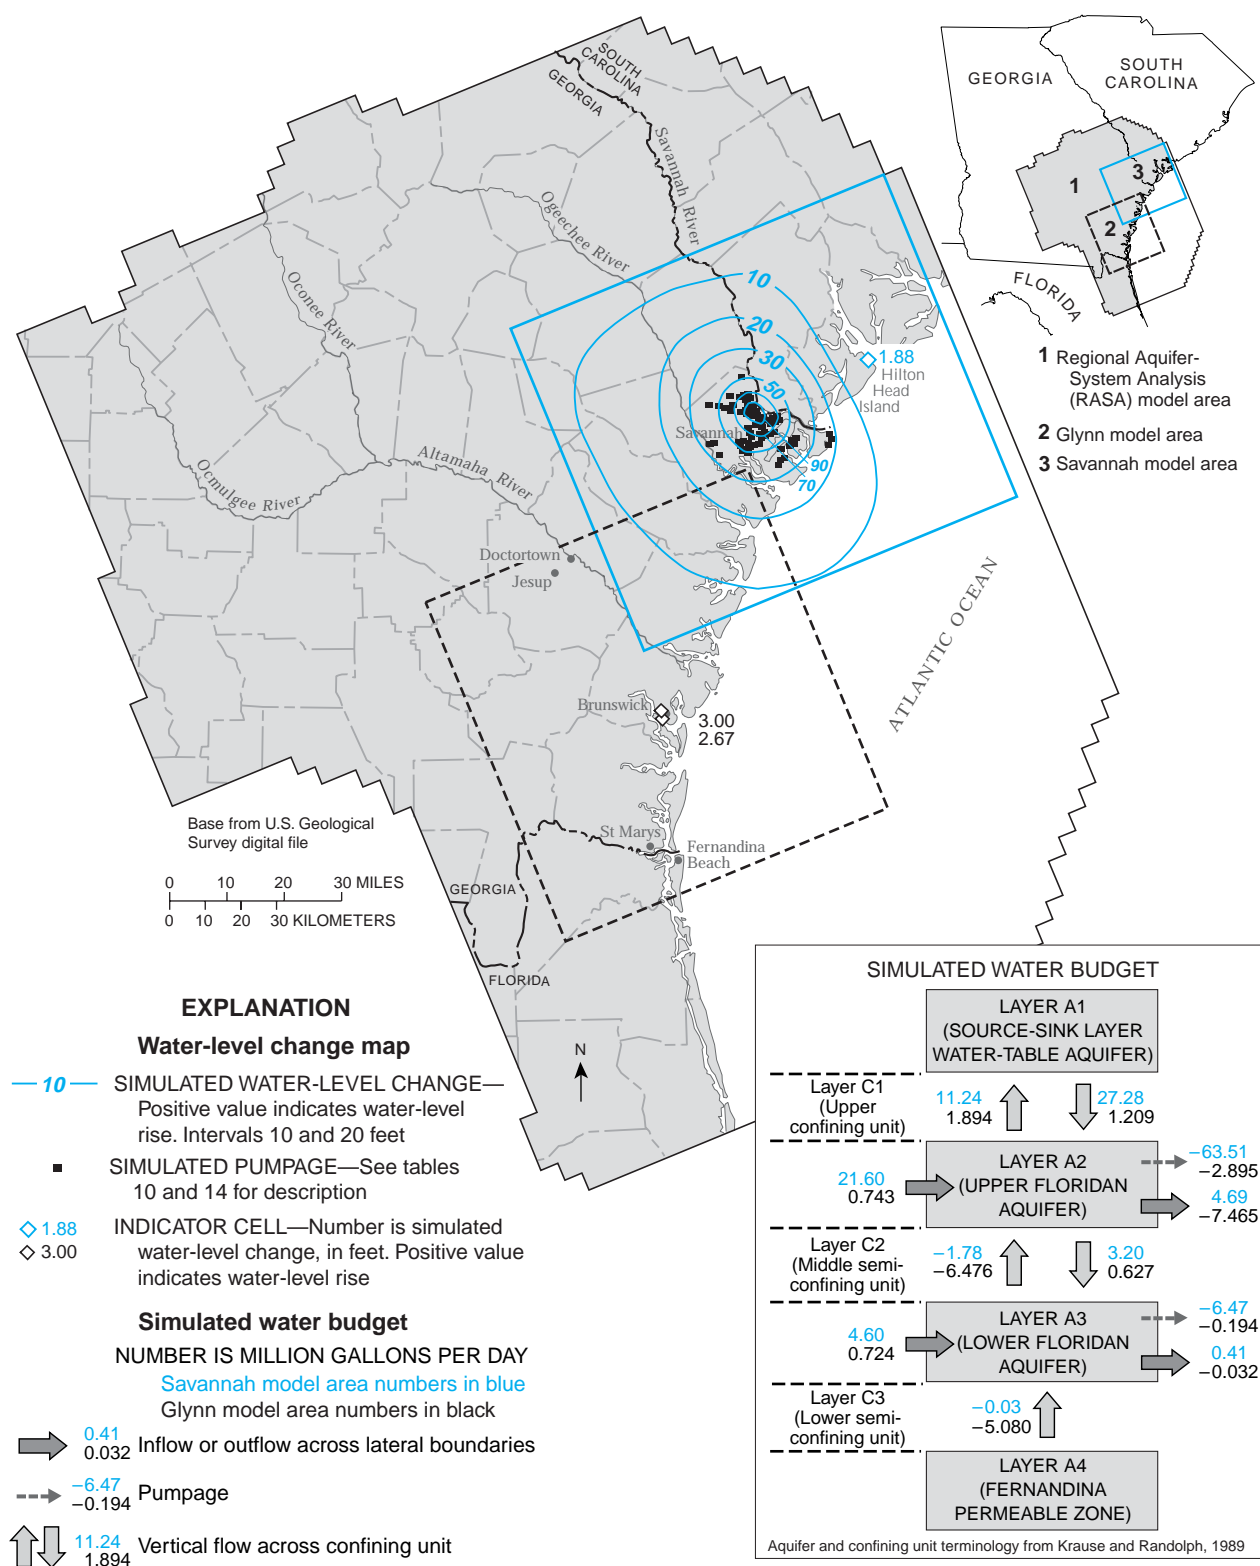 SOUTH
CAROLINA
GEORGIA
Savannah River
Ogeechee River
Oconee River
Ocmulgee River
Altamaha River
10
20
30
50
90
70
1.88
Hilton
Head
Island
Savannah
Doctortown
Jesup
Brunswick
3.00
2.67
St Marys
Fernandina
Beach
GEORGIA
FLORIDA
ATLANTIC OCEAN
Base from U.S. Geological
Survey digital file
0 10 20 30 MILES
0 10 20 30 KILOMETERS
N
GEORGIA
SOUTH
CAROLINA
FLORIDA
1
2
3
1 Regional Aquifer-
System Analysis
(RASA) model area
2 Glynn model area
3 Savannah model area
EXPLANATION
Water-level change map
10 SIMULATED WATER-LEVEL CHANGE—
Positive value indicates water-level
rise. Intervals 10 and 20 feet
SIMULATED PUMPAGE—See tables
10 and 14 for description
1.88 INDICATOR CELL—Number is simulated
3.00 water-level change, in feet. Positive value
indicates water-level rise
Simulated water budget
NUMBER IS MILLION GALLONS PER DAY
Savannah model area numbers in blue
Glynn model area numbers in black
0.41
0.032 Inflow or outflow across lateral boundaries
−6.47
−0.194 Pumpage
11.24
1.894 Vertical flow across confining unit
SIMULATED WATER BUDGET
LAYER A1
(SOURCE-SINK LAYER
WATER-TABLE AQUIFER)
Layer C1
(Upper
confining unit)
11.24
1.894
27.28
1.209
LAYER A2
(UPPER FLORIDAN
AQUIFER)
21.60
0.743
−63.51
−2.895
4.69
−7.465
Layer C2
(Middle semi-
confining unit)
−1.78
−6.476
3.20
0.627
LAYER A3
(LOWER FLORIDAN
AQUIFER)
4.60
0.724
−6.47
−0.194
0.41
−0.032
Layer C3
(Lower semi-
confining unit)
−0.03
−5.080
LAYER A4
(FERNANDINA
PERMEABLE ZONE)
Aquifer and confining unit terminology from Krause and Randolph, 1989